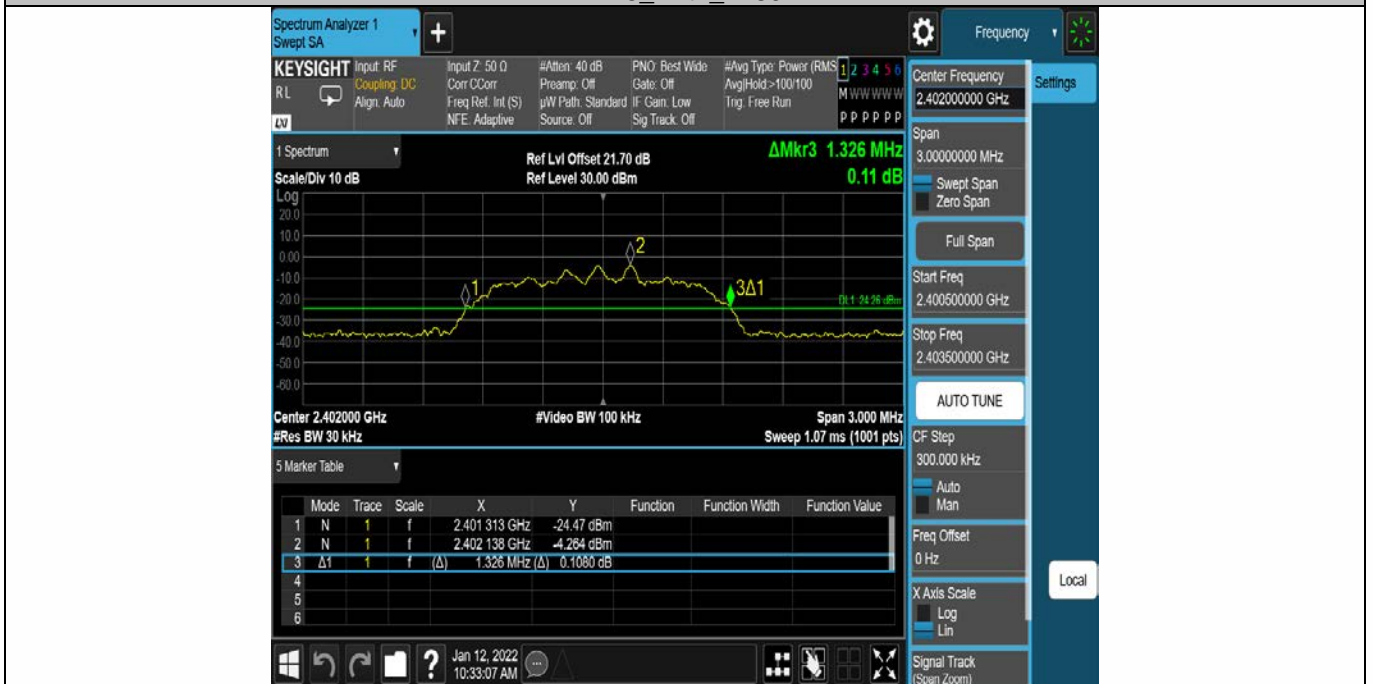 Spectrum Analyzer 1
Swept SA
+
Frequency
KEYSIGHT
RL
LXI
Input: RF
Coupling: DC
Align: Auto
Input Z: 50 Ω
Corr CCorr
Freq Ref: Int (S)
NFE: Adaptive
#Atten: 40 dB
Preamp: Off
µW Path: Standard
Source: Off
PNO: Best Wide
Gate: Off
IF Gain: Low
Sig Track: Off
#Avg Type: Power (RMS
Avg|Hold:>100/100
Trig: Free Run
1 2 3 4 5 6
M W W W W W
P P P P P P
1 Spectrum
Scale/Div 10 dB
Ref Lvl Offset 21.70 dB
Ref Level 30.00 dBm
ΔMkr3 1.326 MHz
0.11 dB
Log
20.0
10.0
0.00
-10.0
-20.0
-30.0
-40.0
-50.0
-60.0
1
2
3Δ1
DL1 -24.26 dBm
Center 2.402000 GHz
#Video BW 100 kHz
Span 3.000 MHz
#Res BW 30 kHz
Sweep 1.07 ms (1001 pts)
5 Marker Table
Mode Trace Scale X Y Function Function Width Function Value
1 N 1 f 2.401 313 GHz -24.47 dBm
2 N 1 f 2.402 138 GHz -4.264 dBm
3 Δ1 1 f (Δ) 1.326 MHz (Δ) 0.1080 dB
4
5
6
?
Jan 12, 2022
10:33:07 AM
Center Frequency
2.402000000 GHz
Span
3.00000000 MHz
Swept Span
Zero Span
Full Span
Start Freq
2.400500000 GHz
Stop Freq
2.403500000 GHz
AUTO TUNE
CF Step
300.000 kHz
Auto
Man
Freq Offset
0 Hz
X Axis Scale
Log
Lin
Signal Track
(Span Zoom)
Settings
Local